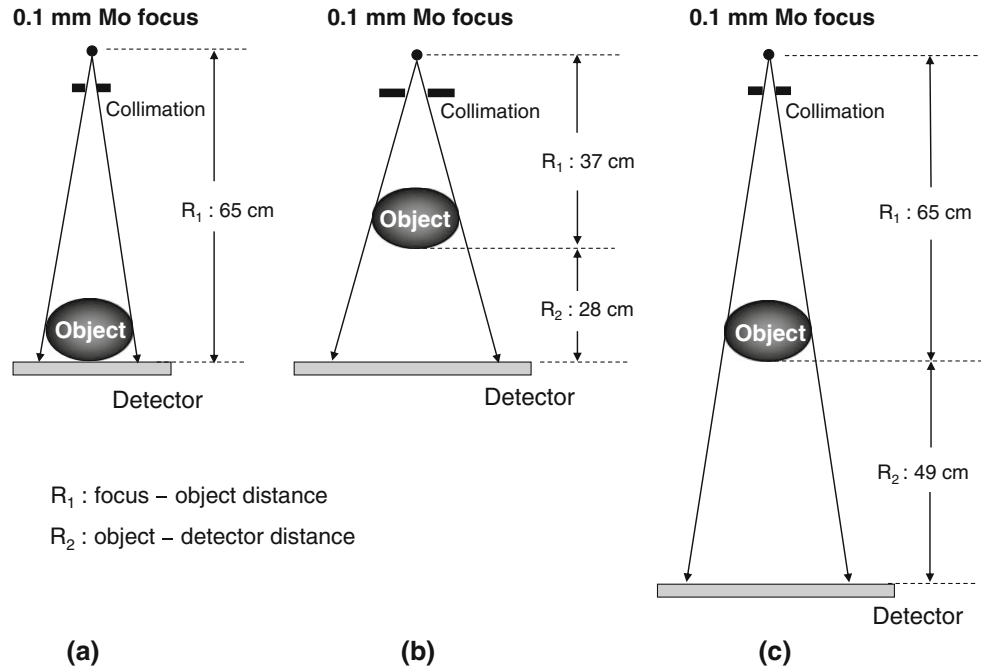 0.1 mm Mo focus
Collimation
R₁ : 65 cm
Object
Detector
0.1 mm Mo focus
Collimation
R₁ : 37 cm
Object
R₂ : 28 cm
Detector
0.1 mm Mo focus
Collimation
R₁ : 65 cm
Object
R₂ : 49 cm
Detector
R₁ : focus – object distance
R₂ : object – detector distance
(a)
(b)
(c)